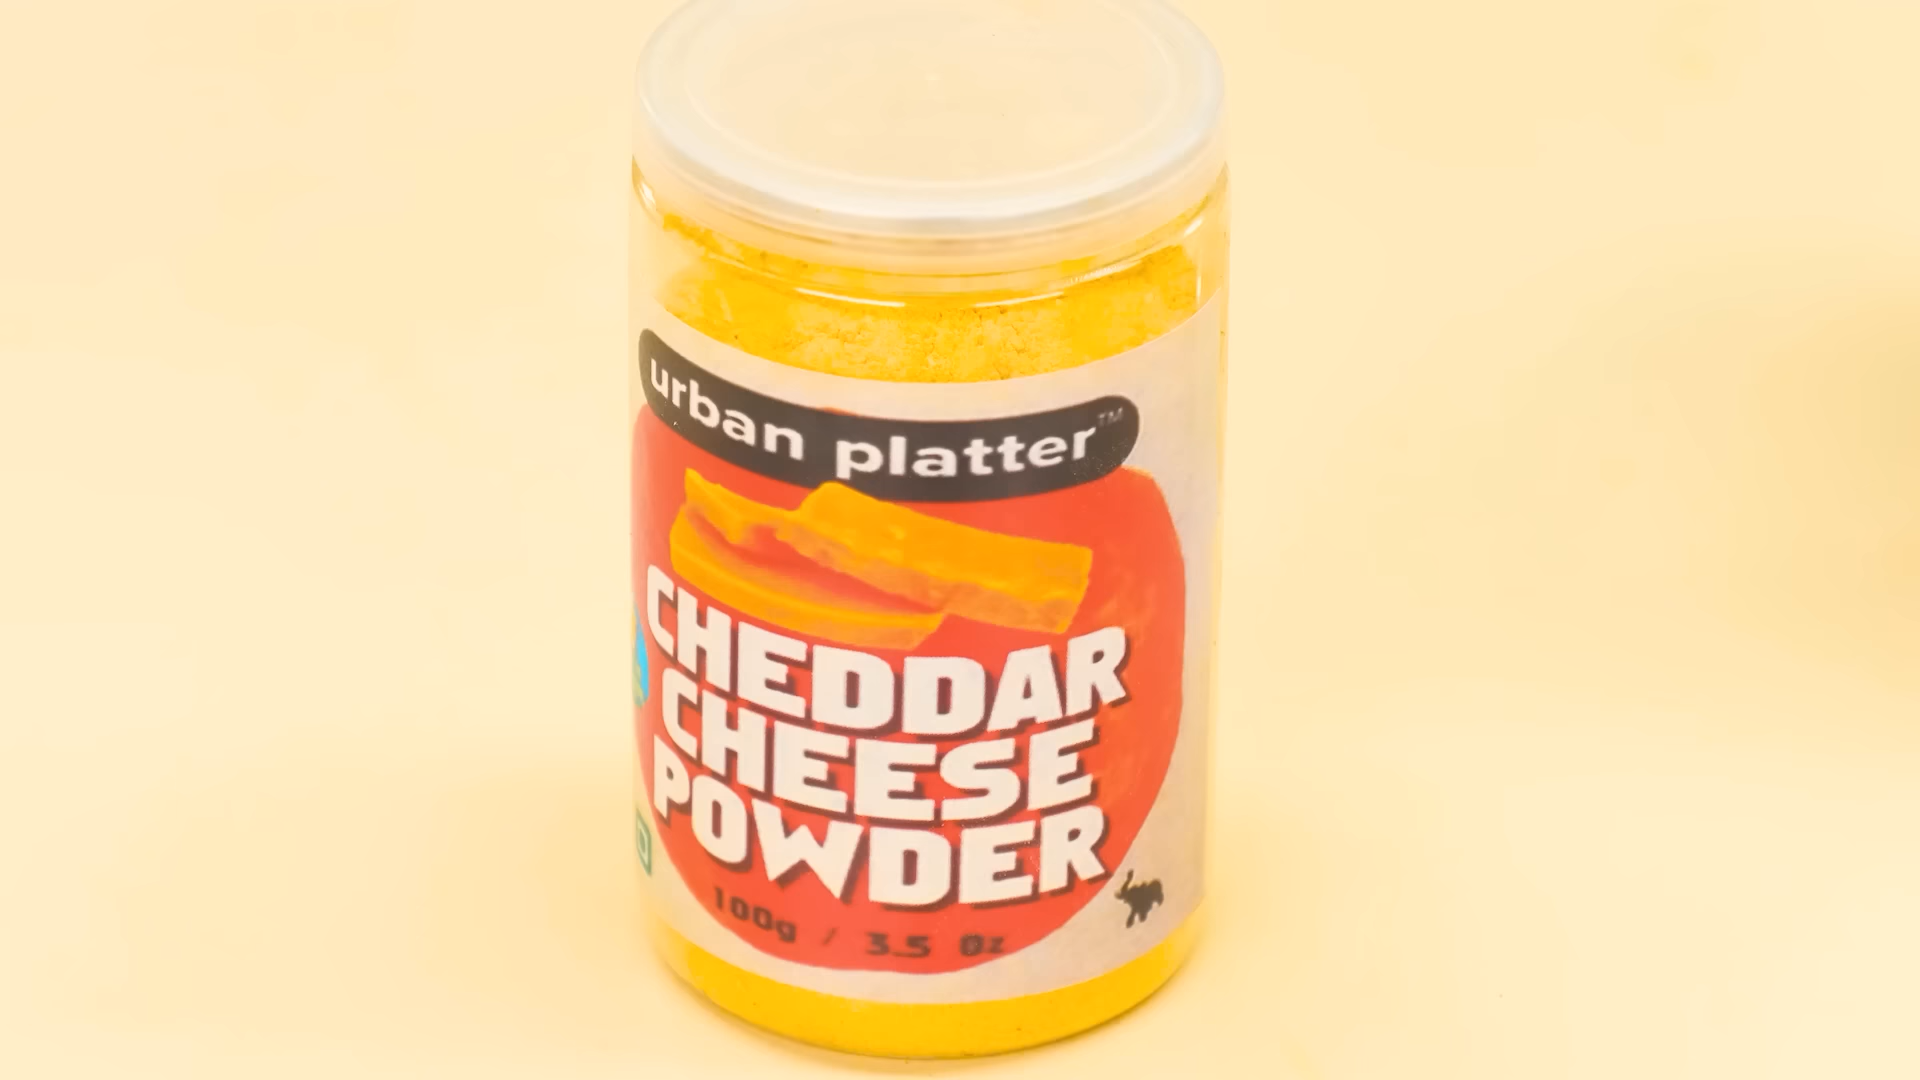 urban platter™
CHEDDAR
CHEESE
POWDER
100g / 3.5 Oz